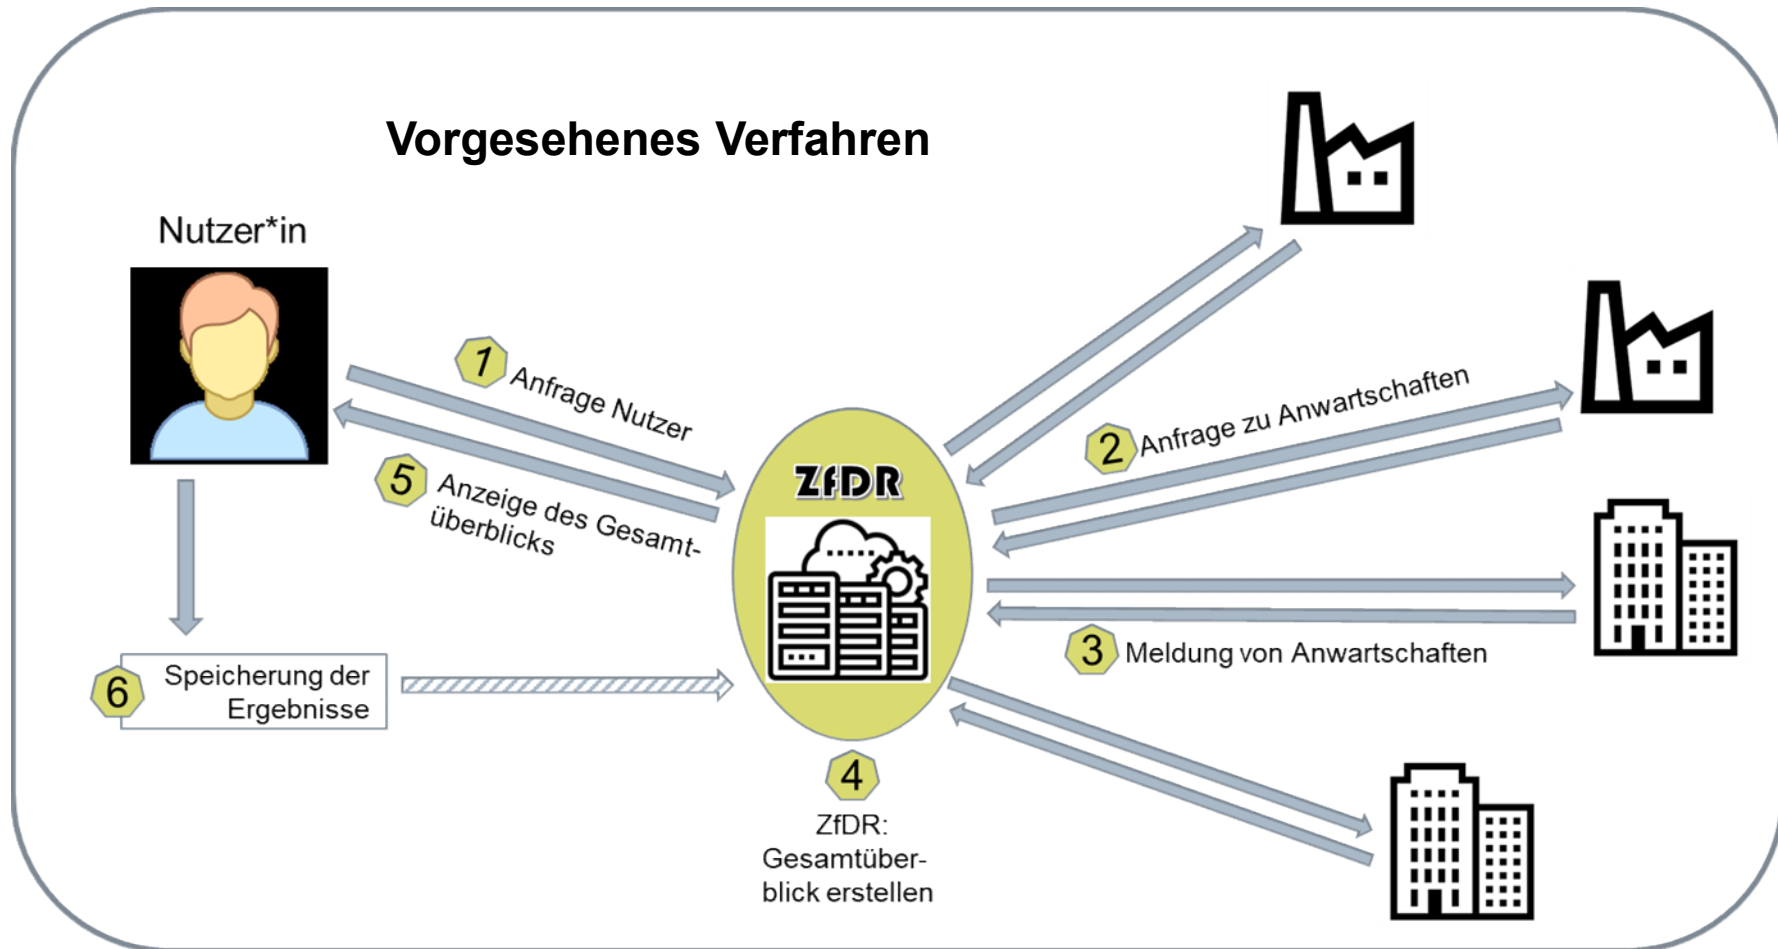 Vorgesehenes Verfahren
Nutzer*in
1 Anfrage Nutzer
5 Anzeige des Gesamt-
überblicks
2 Anfrage zu Anwartschaften
ZfDR
3 Meldung von Anwartschaften
6 Speicherung der
Ergebnisse
4
ZfDR:
Gesamtüber-
blick erstellen